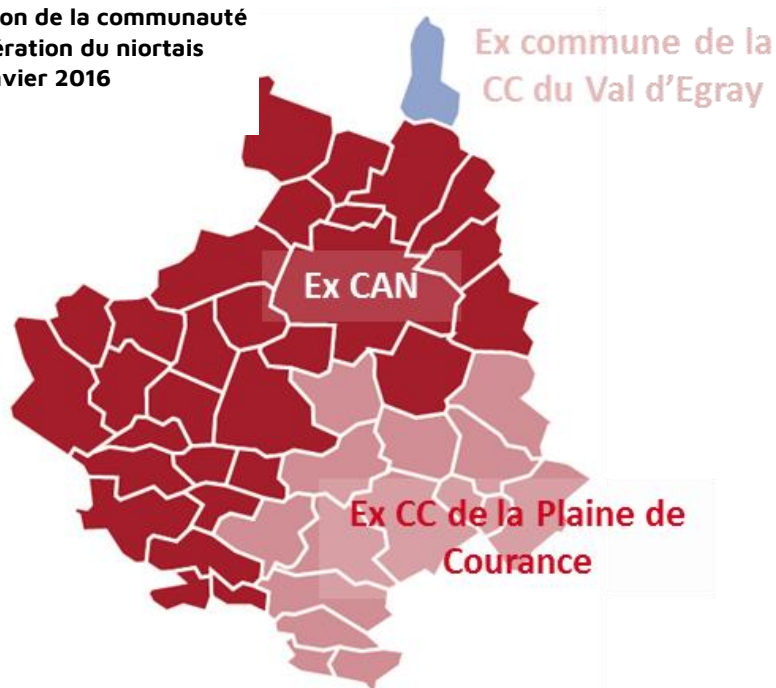 on de la communauté
ération du niortais
vier 2016
Ex commune de la
CC du Val d'Egray
Ex CAN
Ex CC de la Plaine de
Courance